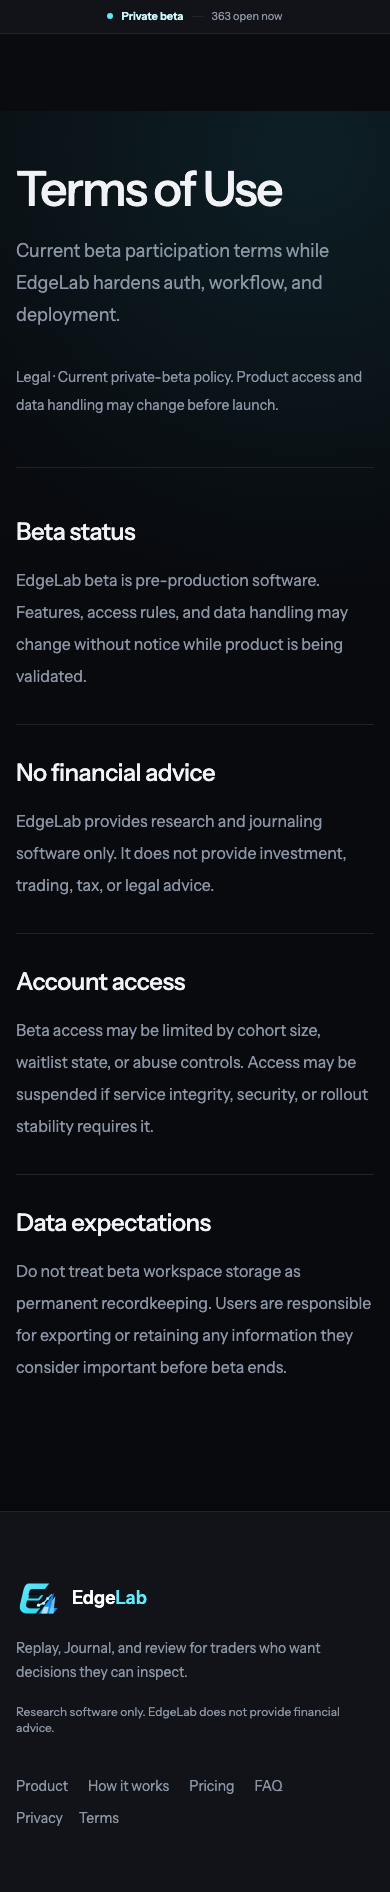 Private beta — 363 open now
Terms of Use
Current beta participation terms while
EdgeLab hardens auth, workflow, and
deployment.
Legal · Current private-beta policy. Product access and
data handling may change before launch.
Beta status
EdgeLab beta is pre-production software.
Features, access rules, and data handling may
change without notice while product is being
validated.
No financial advice
EdgeLab provides research and journaling
software only. It does not provide investment,
trading, tax, or legal advice.
Account access
Beta access may be limited by cohort size,
waitlist state, or abuse controls. Access may be
suspended if service integrity, security, or rollout
stability requires it.
Data expectations
Do not treat beta workspace storage as
permanent recordkeeping. Users are responsible
for exporting or retaining any information they
consider important before beta ends.
EdgeLab
Replay, Journal, and review for traders who want
decisions they can inspect.
Research software only. EdgeLab does not provide financial
advice.
Product How it works Pricing FAQ
Privacy Terms